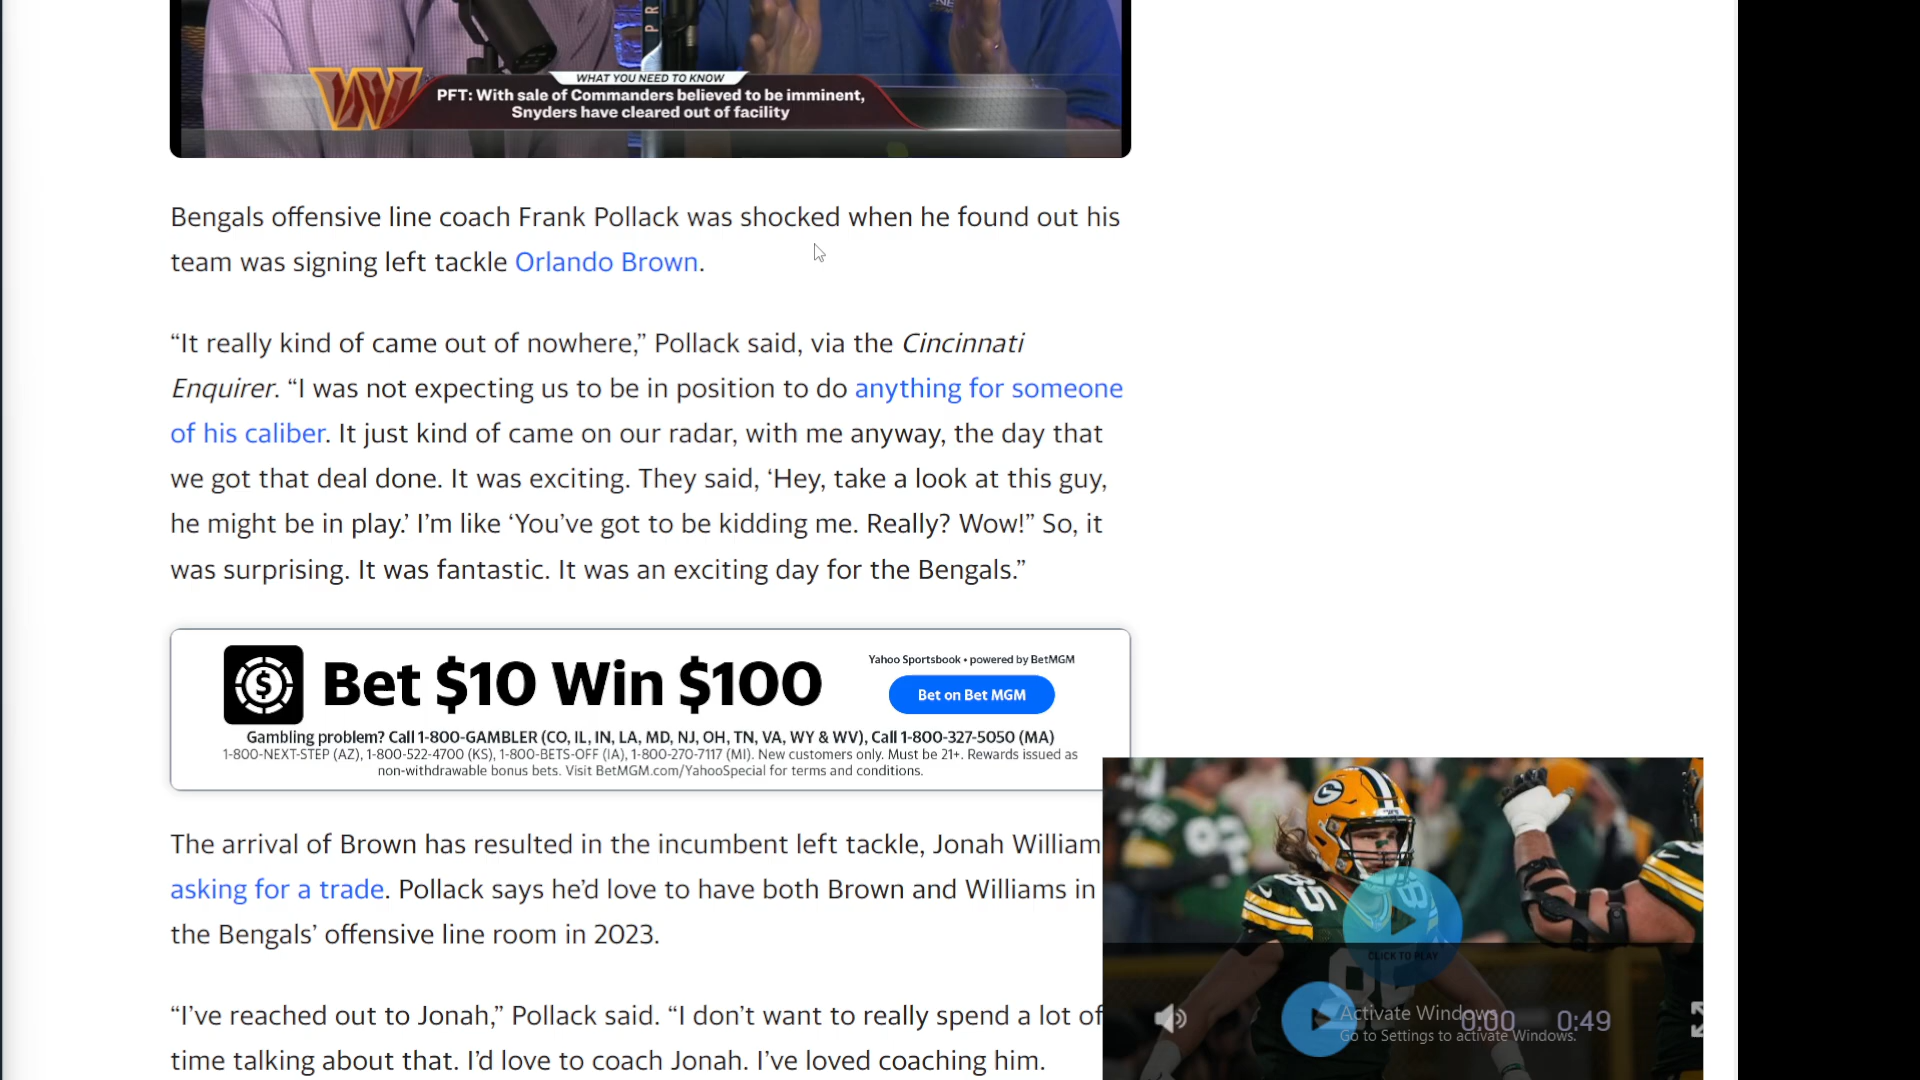 WHAT YOU NEED TO KNOW
PFT: With sale of Commanders believed to be imminent,
Snyders have cleared out of facility
Bengals offensive line coach Frank Pollack was shocked when he found out his
team was signing left tackle Orlando Brown.
“It really kind of came out of nowhere,” Pollack said, via the Cincinnati
Enquirer. “I was not expecting us to be in position to do anything for someone
of his caliber. It just kind of came on our radar, with me anyway, the day that
we got that deal done. It was exciting. They said, ‘Hey, take a look at this guy,
he might be in play.’ I’m like ‘You’ve got to be kidding me. Really? Wow!” So, it
was surprising. It was fantastic. It was an exciting day for the Bengals.”
Bet $10 Win $100
Yahoo Sportsbook • powered by BetMGM
Bet on Bet MGM
Gambling problem? Call 1-800-GAMBLER (CO, IL, IN, LA, MD, NJ, OH, TN, VA, WY & WV), Call 1-800-327-5050 (MA)
1-800-NEXT-STEP (AZ), 1-800-522-4700 (KS), 1-800-BETS-OFF (IA), 1-800-270-7117 (MI). New customers only. Must be 21+. Rewards issued as
non-withdrawable bonus bets. Visit BetMGM.com/YahooSpecial for terms and conditions.
The arrival of Brown has resulted in the incumbent left tackle, Jonah William
asking for a trade. Pollack says he’d love to have both Brown and Williams in
the Bengals’ offensive line room in 2023.
“I’ve reached out to Jonah,” Pollack said. “I don’t want to really spend a lot of
time talking about that. I’d love to coach Jonah. I’ve loved coaching him.
85
CLICK TO PLAY
0:00 0:49
Activate Windows
Go to Settings to activate Windows.